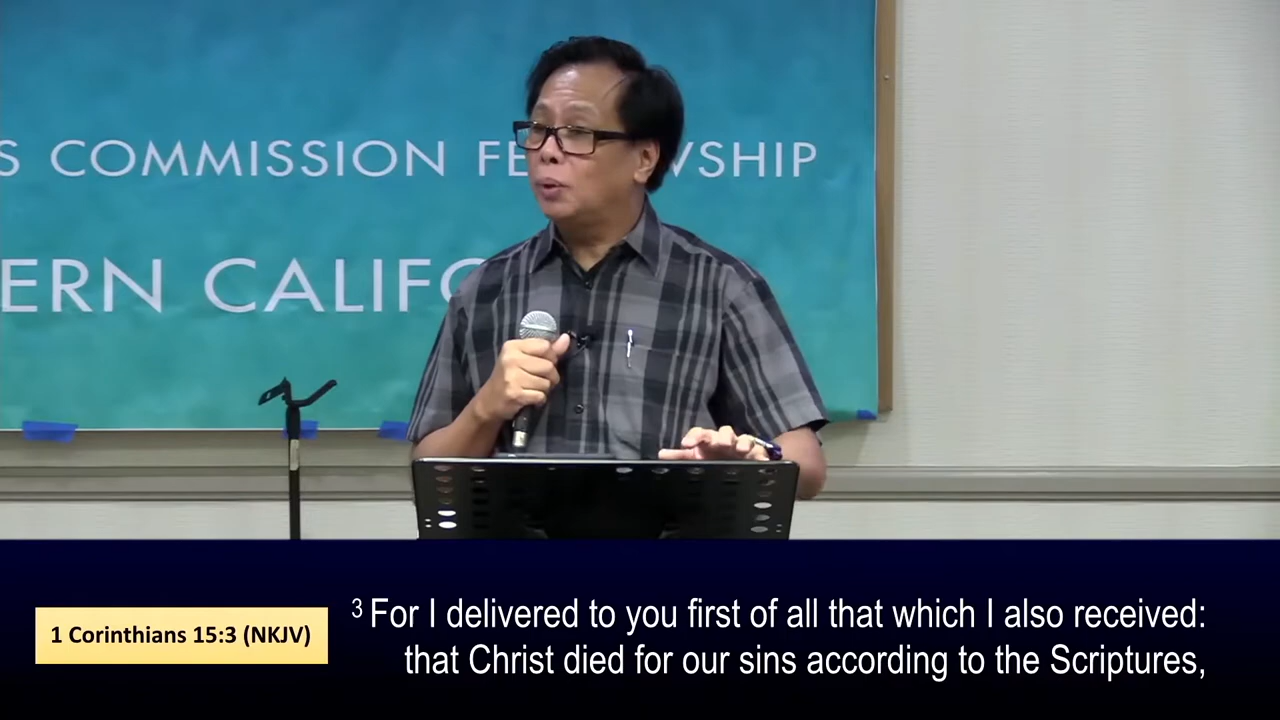 S COMMISSION FE VSHIP
ERN CALIFO
1 Corinthians 15:3 (NKJV)
3 For I delivered to you first of all that which I also received:
that Christ died for our sins according to the Scriptures,